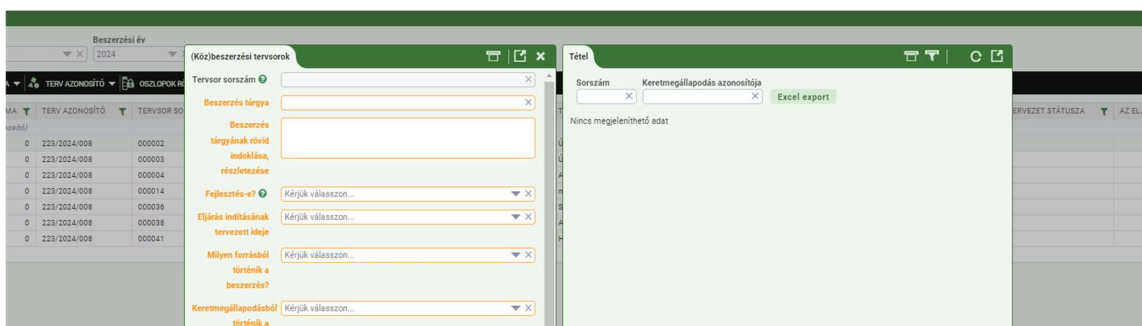 Beszerzési év
2024
(Köz)beszerzési tervsorok
Tervsor sorszám
Beszerzés tárgya
Beszerzés
tárgyának rövid
indoklása,
részletezése
Fejlesztés-e?
Kérjük válasszon...
Eljárás indításának
tervezett ideje
Kérjük válasszon...
Milyen forrásból
történik a
beszerzés?
Kérjük válasszon...
Keretmegállapodásból
történik a
Kérjük válasszon...
Tétel
Sorszám
Keretmegállapodás azonosítója
Excel export
Nincs megjeleníthető adat
TERV AZONOSÍTÓ
OSZLOPOK
TERV AZONOSÍTÓ
TERVSOR SO
0 223/2024/008 000002
0 223/2024/008 000003
0 223/2024/008 000004
0 223/2024/008 000014
0 223/2024/008 000036
0 223/2024/008 000038
0 223/2024/008 000041
ERVEZET STÁTUSZA
AZ EL